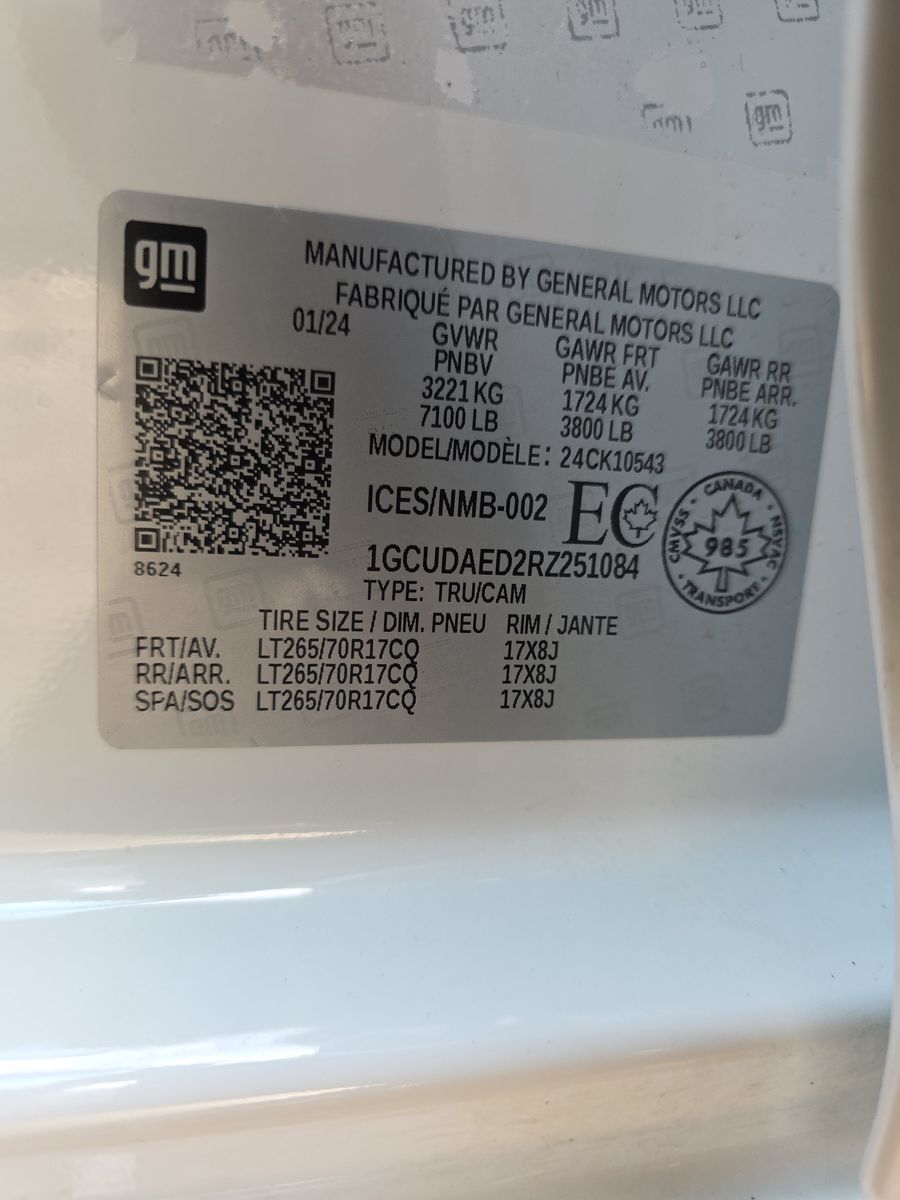 gm
gm
MANUFACTURED BY GENERAL MOTORS LLC
FABRIQUÉ PAR GENERAL MOTORS LLC
01/24
GVWR GAWR FRT GAWR RR
PNBV PNBE AV. PNBE ARR.
3221 KG 1724 KG 1724 KG
7100 LB 3800 LB 3800 LB
MODEL/MODÈLE: 24CK10543
ICES/NMB-002 EC
CANADA
CMVSS 985 NSVAC
TRANSPORT
8624
1GCUDAED2RZ251084
TYPE: TRU/CAM
TIRE SIZE / DIM. PNEU RIM / JANTE
FRT/AV. LT265/70R17CQ 17X8J
RR/ARR. LT265/70R17CQ 17X8J
SPA/SOS LT265/70R17CQ 17X8J